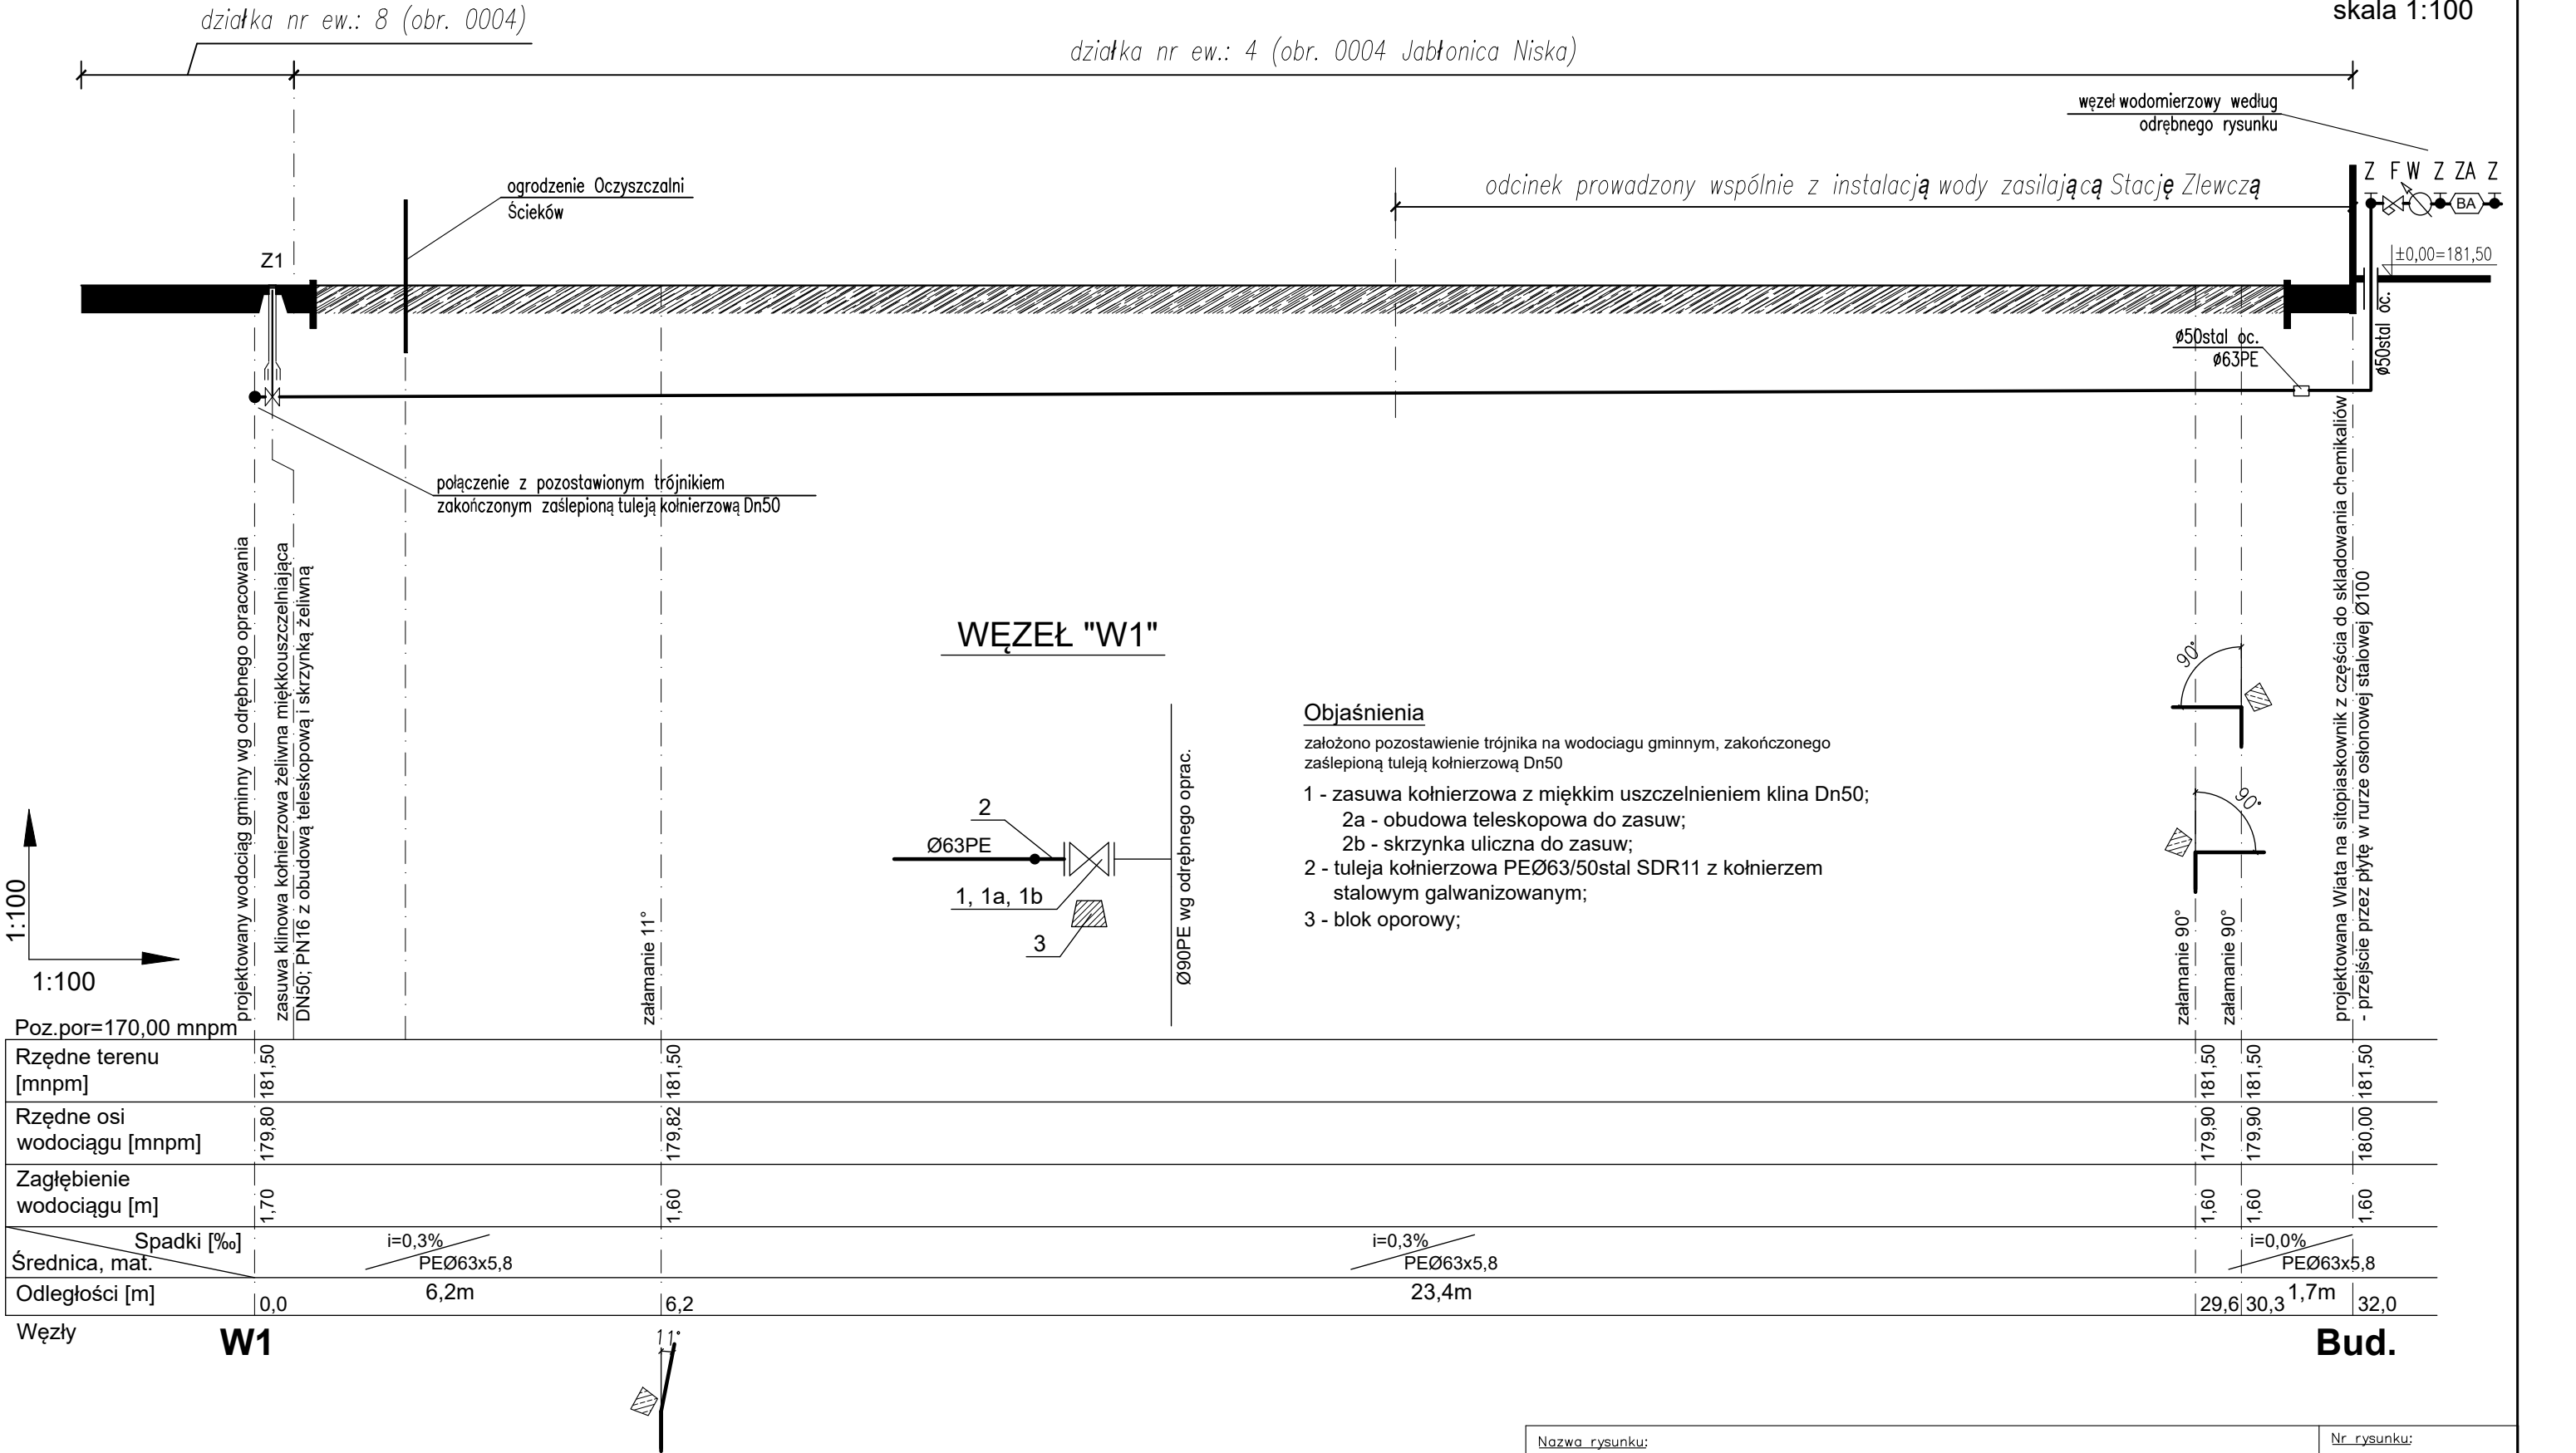 skala 1:100
działka nr ew.: 8 (obr. 0004)
działka nr ew.: 4 (obr. 0004 Jabłonica Niska)
węzeł wodomierzowy według
odrębnego rysunku
ogrodzenie Oczyszczalni
Ścieków
odcinek prowadzony wspólnie z instalacją wody zasilającą Stację Zlewczą
Z F W Z ZA Z
BA
±0,00=181,50
Z1
ø50stal oc.
ø63PE
ø50stal oc.
połączenie z pozostawionym trójnikiem
zakończonym zaślepioną tuleją kołnierzową Dn50
projektowany wodociąg gminny wg odrębnego opracowania
zasuwa klinowa kołnierzowa żeliwna miękkouszczelniająca
DN50; PN16 z obudową teleskopową i skrzynką żeliwną
załamanie 11°
WĘZEŁ "W1"
2
Ø63PE
1, 1a, 1b
3
Ø90PE wg odrębnego oprac.
Objaśnienia
założono pozostawienie trójnika na wodociagu gminnym, zakończonego
zaślepioną tuleją kołnierzową Dn50
1 - zasuwa kołnierzowa z miękkim uszczelnieniem klina Dn50;
2a - obudowa teleskopowa do zasuw;
2b - skrzynka uliczna do zasuw;
2 - tuleja kołnierzowa PEØ63/50stal SDR11 z kołnierzem
stalowym galwanizowanym;
3 - blok oporowy;
90°
90°
załamanie 90°
załamanie 90°
projektowana Wiata na sitopiaskownik z częścia do skladowania chemikaliów
- przejście przez płytę w rurze osłonowej stalowej Ø100
1:100
1:100
Poz.por=170,00 mnpm
Rzędne terenu
[mnpm]
181,50 181,50 181,50 181,50 181,50
Rzędne osi
wodociągu [mnpm]
179,80 179,82 179,90 179,90 180,00
Zagłębienie
wodociągu [m]
1,70 1,60 1,60 1,60 1,60
Spadki [‰]
Średnica, mat.
i=0,3%
PEØ63x5,8
i=0,3%
PEØ63x5,8
i=0,0%
PEØ63x5,8
Odległości [m]
6,2m 23,4m 1,7m
0,0 6,2 29,6 30,3 32,0
Węzły
W1 Bud.
11°
Nazwa rysunku:
Nr rysunku: